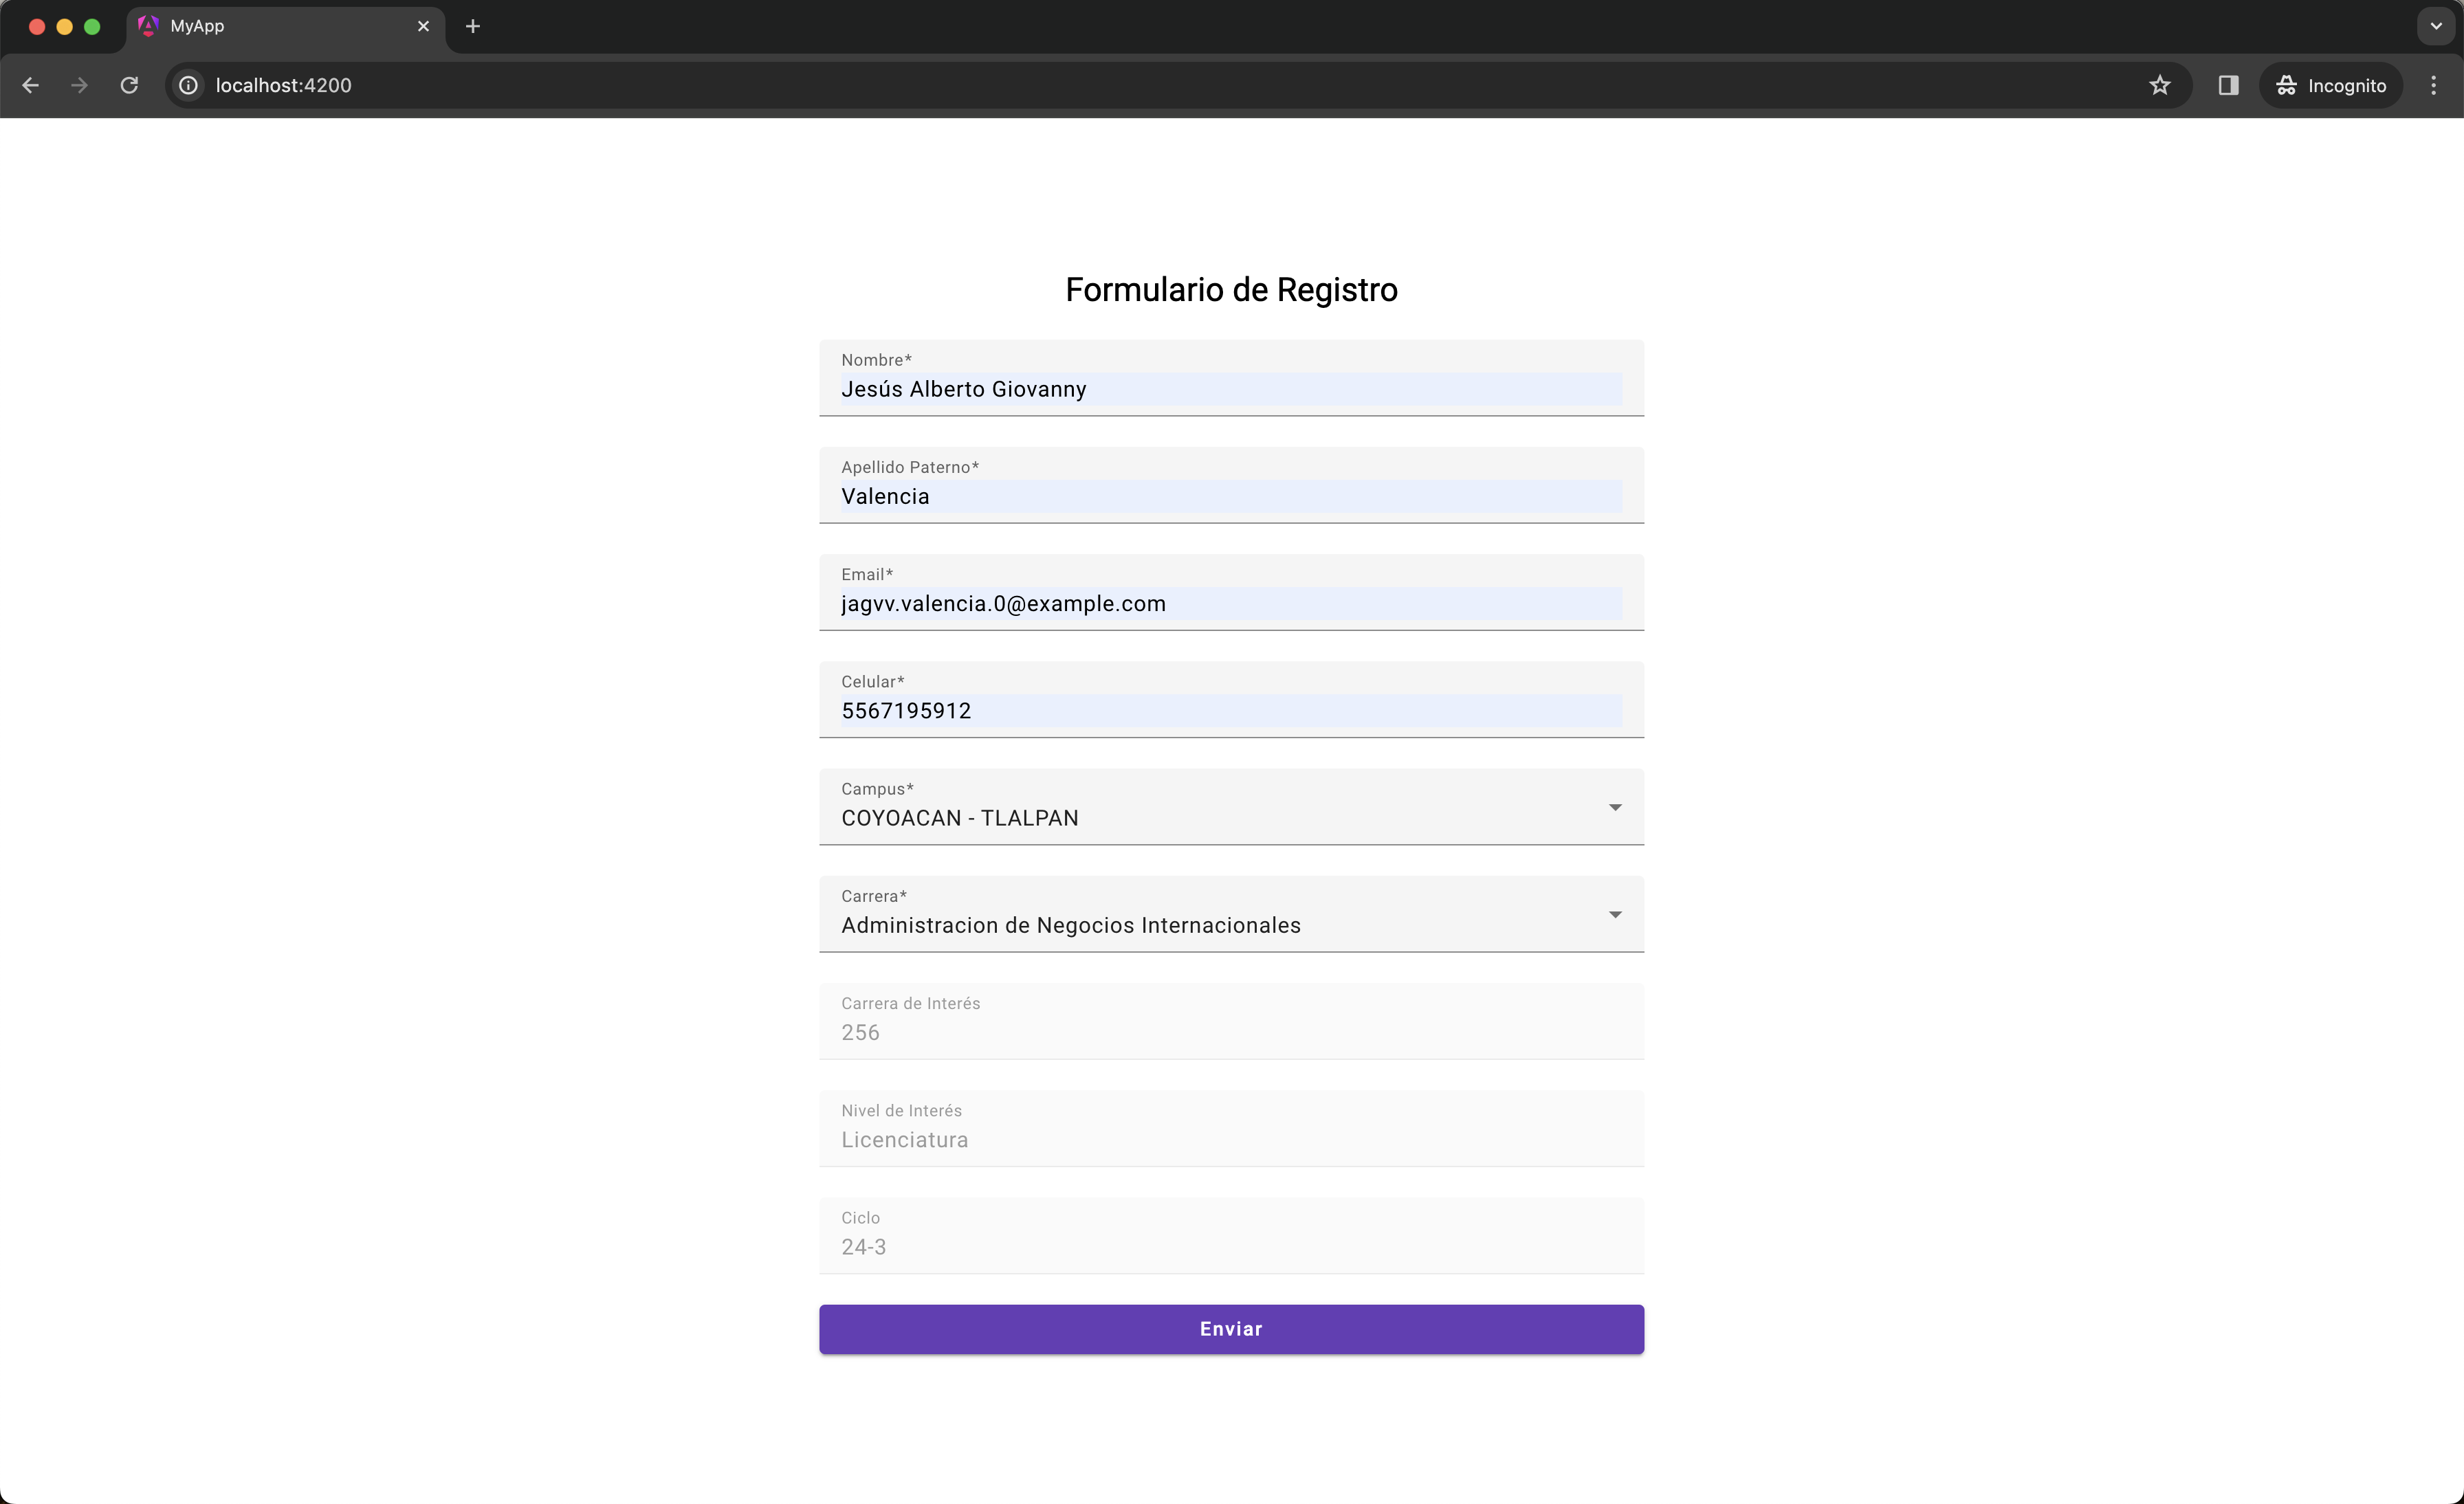 MyApp
localhost:4200
Incognito
Formulario de Registro
Nombre*
Jesús Alberto Giovanny
Apellido Paterno*
Valencia
Email*
jagvv.valencia.0@example.com
Celular*
5567195912
Campus*
COYOACAN - TLALPAN
Carrera*
Administracion de Negocios Internacionales
Carrera de Interés
256
Nivel de Interés
Licenciatura
Ciclo
24-3
Enviar